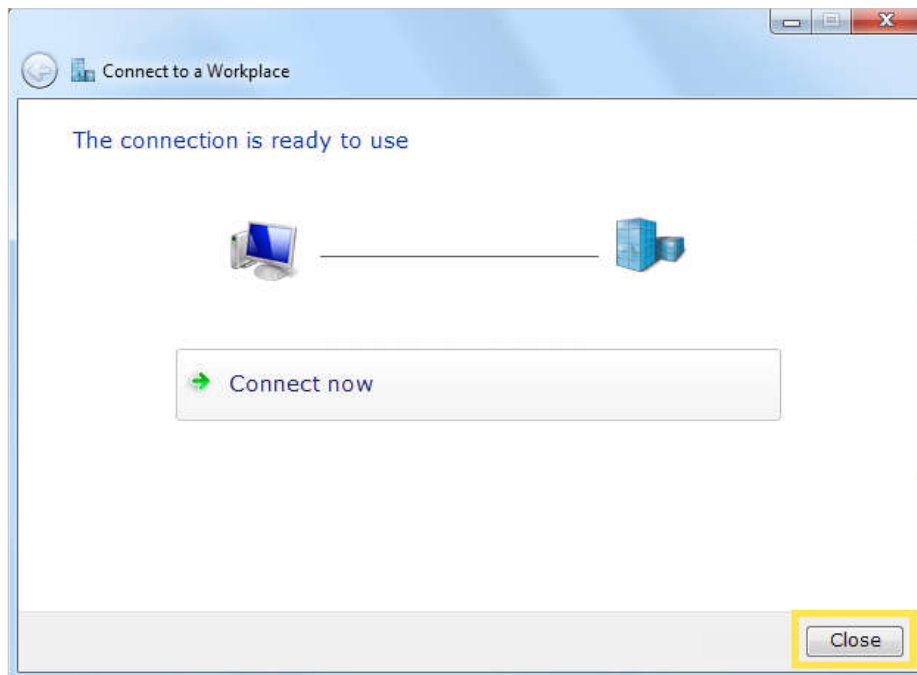 Connect to a Workplace
The connection is ready to use
Connect now
Close